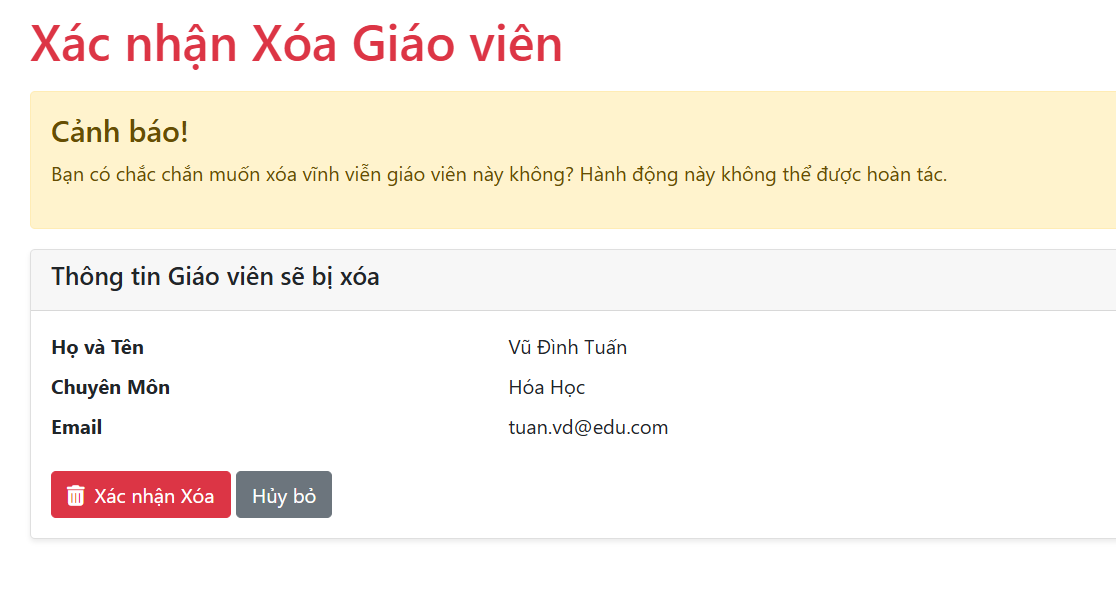 Xác nhận Xóa Giáo viên
Cảnh báo!
Bạn có chắc chắn muốn xóa vĩnh viễn giáo viên này không? Hành động này không thể được hoàn tác.
Thông tin Giáo viên sẽ bị xóa
Họ và Tên Vũ Đình Tuấn
Chuyên Môn Hóa Học
Email tuan.vd@edu.com
Xác nhận Xóa Hủy bỏ